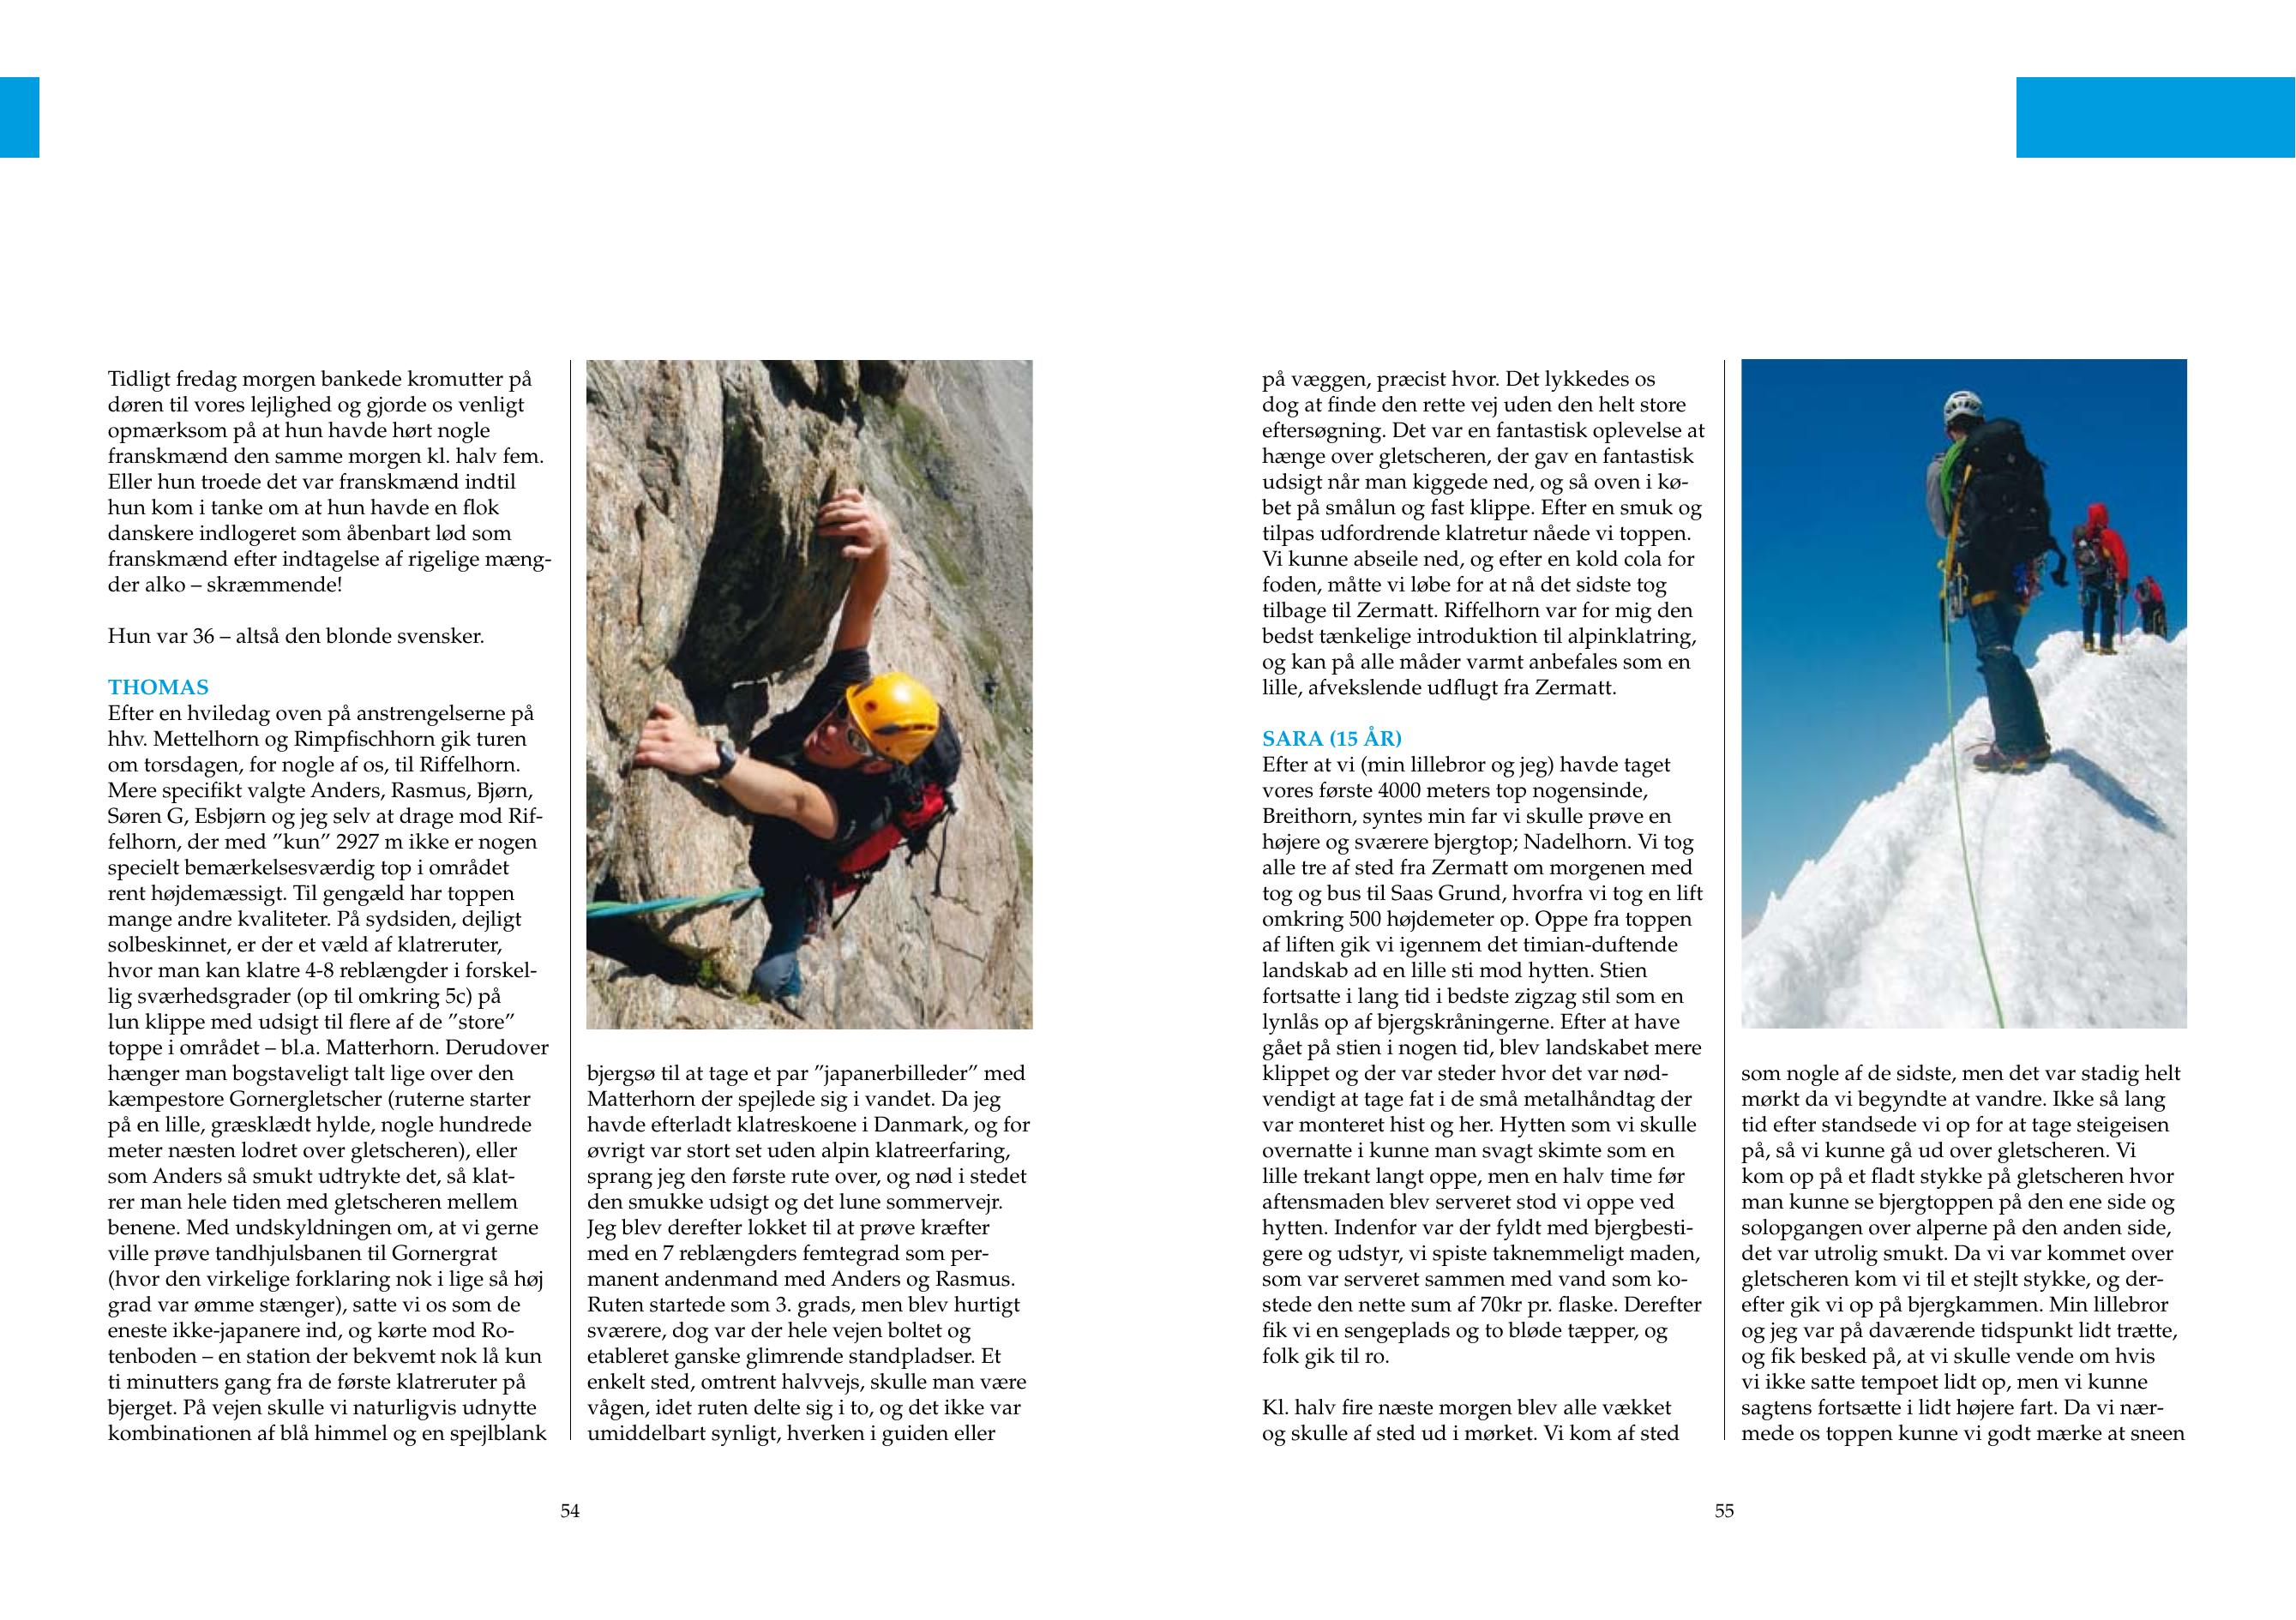 Tidligt fredag morgen bankede kromutter på
døren til vores lejlighed og gjorde os venligt
opmærksom på at hun havde hørt nogle
franskmænd den samme morgen kl. halv fem.
Eller hun troede det var franskmænd indtil
hun kom i tanke om at hun havde en flok
danskere indlogeret som åbenbart lød som
franskmænd efter indtagelse af rigelige mæng-
der alko – skræmmende!
Hun var 36 – altså den blonde svensker.
THOMAS
Efter en hviledag oven på anstrengelserne på
hhv. Mettelhorn og Rimpfischhorn gik turen
om torsdagen, for nogle af os, til Riffelhorn.
Mere specifikt valgte Anders, Rasmus, Bjørn,
Søren G, Esbjørn og jeg selv at drage mod Rif-
felhorn, der med ”kun” 2927 m ikke er nogen
specielt bemærkelsesværdig top i området
rent højdemæssigt. Til gengæld har toppen
mange andre kvaliteter. På sydsiden, dejligt
solbeskinnet, er der et væld af klatreruter,
hvor man kan klatre 4-8 reblængder i forskel-
lig sværhedsgrader (op til omkring 5c) på
lun klippe med udsigt til flere af de ”store”
toppe i området – bl.a. Matterhorn. Derudover
hænger man bogstaveligt talt lige over den
kæmpestore Gornergletscher (ruterne starter
på en lille, græsklædt hylde, nogle hundrede
meter næsten lodret over gletscheren), eller
som Anders så smukt udtrykte det, så klat-
rer man hele tiden med gletscheren mellem
benene. Med undskyldningen om, at vi gerne
ville prøve tandhjulsbanen til Gornergrat
(hvor den virkelige forklaring nok i lige så høj
grad var ømme stænger), satte vi os som de
eneste ikke-japanere ind, og kørte mod Ro-
tenboden – en station der bekvemt nok lå kun
ti minutters gang fra de første klatreruter på
bjerget. På vejen skulle vi naturligvis udnytte
kombinationen af blå himmel og en spejlblank
bjergsø til at tage et par ”japanerbilleder” med
Matterhorn der spejlede sig i vandet. Da jeg
havde efterladt klatreskoene i Danmark, og for
øvrigt var stort set uden alpin klatreerfaring,
sprang jeg den første rute over, og nød i stedet
den smukke udsigt og det lune sommervejr.
Jeg blev derefter lokket til at prøve kræfter
med en 7 reblængders femtegrad som per-
manent andenmand med Anders og Rasmus.
Ruten startede som 3. grads, men blev hurtigt
sværere, dog var der hele vejen boltet og
etableret ganske glimrende standpladser. Et
enkelt sted, omtrent halvvejs, skulle man være
vågen, idet ruten delte sig i to, og det ikke var
umiddelbart synligt, hverken i guiden eller
54
på væggen, præcist hvor. Det lykkedes os
dog at finde den rette vej uden den helt store
eftersøgning. Det var en fantastisk oplevelse at
hænge over gletscheren, der gav en fantastisk
udsigt når man kiggede ned, og så oven i kø-
bet på smålun og fast klippe. Efter en smuk og
tilpas udfordrende klatretur nåede vi toppen.
Vi kunne abseile ned, og efter en kold cola for
foden, måtte vi løbe for at nå det sidste tog
tilbage til Zermatt. Riffelhorn var for mig den
bedst tænkelige introduktion til alpinklatring,
og kan på alle måder varmt anbefales som en
lille, afvekslende udflugt fra Zermatt.
SARA (15 ÅR)
Efter at vi (min lillebror og jeg) havde taget
vores første 4000 meters top nogensinde,
Breithorn, syntes min far vi skulle prøve en
højere og sværere bjergtop; Nadelhorn. Vi tog
alle tre af sted fra Zermatt om morgenen med
tog og bus til Saas Grund, hvorfra vi tog en lift
omkring 500 højdemeter op. Oppe fra toppen
af liften gik vi igennem det timian-duftende
landskab ad en lille sti mod hytten. Stien
fortsatte i lang tid i bedste zigzag stil som en
lynlås op af bjergskråningerne. Efter at have
gået på stien i nogen tid, blev landskabet mere
klippet og der var steder hvor det var nød-
vendigt at tage fat i de små metalhåndtag der
var monteret hist og her. Hytten som vi skulle
overnatte i kunne man svagt skimte som en
lille trekant langt oppe, men en halv time før
aftensmaden blev serveret stod vi oppe ved
hytten. Indenfor var der fyldt med bjergbesti-
gere og udstyr, vi spiste taknemmeligt maden,
som var serveret sammen med vand som ko-
stede den nette sum af 70kr pr. flaske. Derefter
fik vi en sengeplads og to bløde tæpper, og
folk gik til ro.
Kl. halv fire næste morgen blev alle vækket
og skulle af sted ud i mørket. Vi kom af sted
som nogle af de sidste, men det var stadig helt
mørkt da vi begyndte at vandre. Ikke så lang
tid efter standsede vi op for at tage steigeisen
på, så vi kunne gå ud over gletscheren. Vi
kom op på et fladt stykke på gletscheren hvor
man kunne se bjergtoppen på den ene side og
solopgangen over alperne på den anden side,
det var utrolig smukt. Da vi var kommet over
gletscheren kom vi til et stejlt stykke, og der-
efter gik vi op på bjergkammen. Min lillebror
og jeg var på daværende tidspunkt lidt trætte,
og fik besked på, at vi skulle vende om hvis
vi ikke satte tempoet lidt op, men vi kunne
sagtens fortsætte i lidt højere fart. Da vi nær-
mede os toppen kunne vi godt mærke at sneen
55